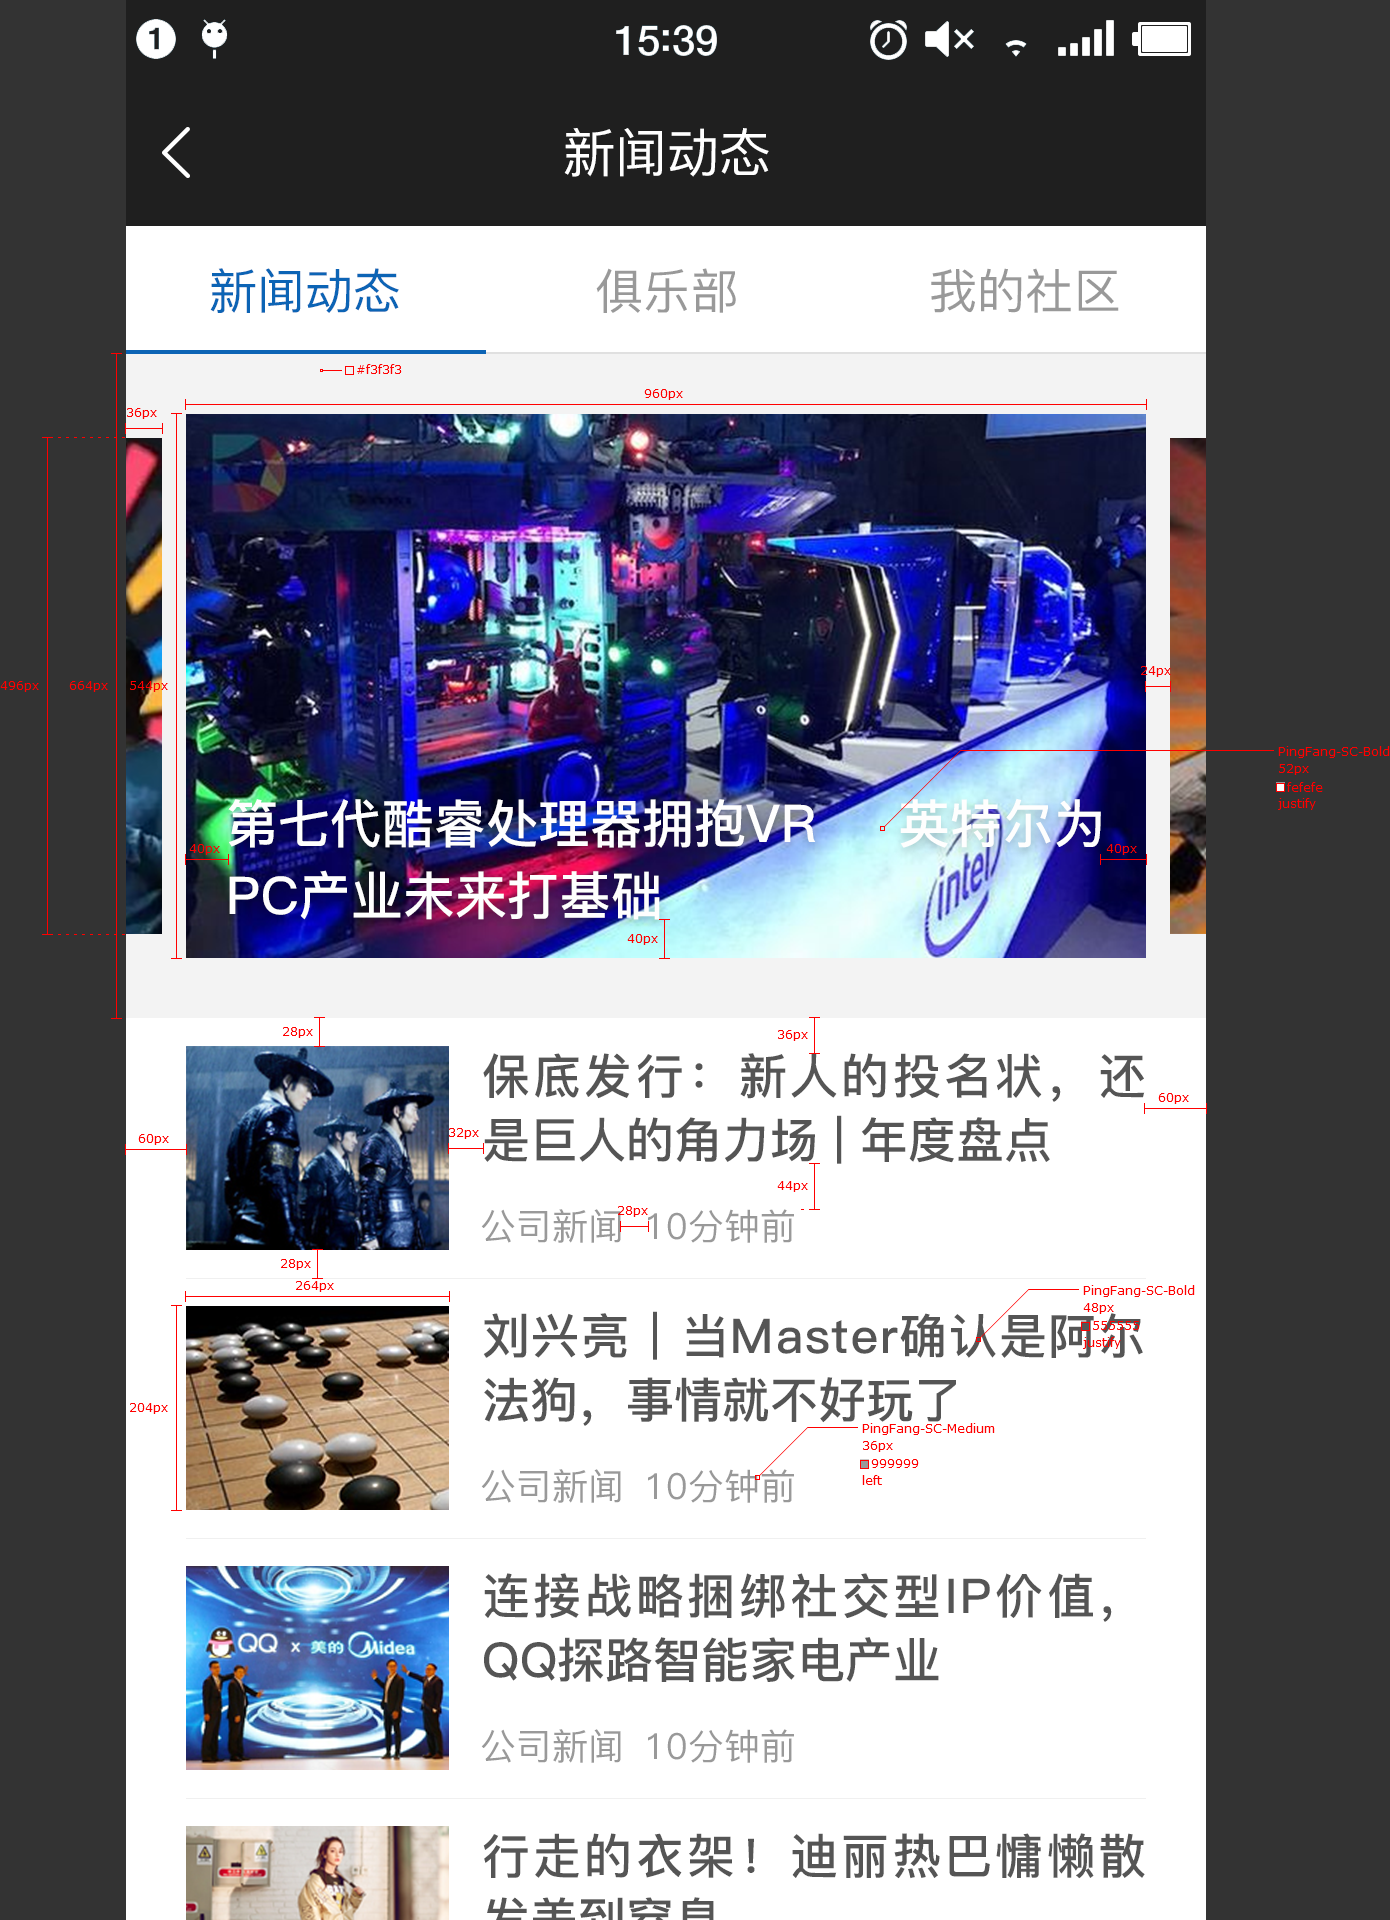 1
15:39
新闻动态
新闻动态
俱乐部
我的社区
#f3f3f3
960px
36px
496px
664px
544px
24px
PingFang-SC-Bold
52px
fefefe
justify
第七代酷睿处理器拥抱VR 英特尔为
PC产业未来打基础
40px
40px
40px
intel
28px
36px
保底发行：新人的投名状，还
是巨人的角力场 | 年度盘点
60px
60px
32px
44px
公司新闻 10分钟前
28px
28px
264px
刘兴亮 | 当Master确认是阿尔
法狗，事情就不好玩了
PingFang-SC-Bold
48px
555555
justify
204px
PingFang-SC-Medium
36px
999999
left
公司新闻 10分钟前
QQ x 美的 Midea
连接战略捆绑社交型IP价值，
QQ探路智能家电产业
公司新闻 10分钟前
行走的衣架！迪丽热巴慵懒散
发美到窒息